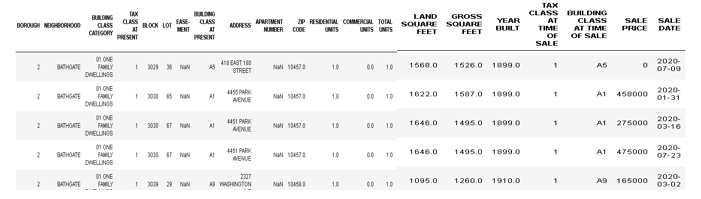 BOROUGH NEIGHBORHOOD BUILDING CLASS CATEGORY TAX CLASS AT PRESENT BLOCK LOT EASE-MENT BUILDING CLASS AT PRESENT ADDRESS APARTMENT NUMBER ZIP CODE RESIDENTIAL UNITS COMMERCIAL UNITS TOTAL UNITS LAND SQUARE FEET GROSS SQUARE FEET YEAR BUILT TAX CLASS AT TIME OF SALE BUILDING CLASS AT TIME OF SALE SALE PRICE SALE DATE
2 BATHGATE 01 ONE FAMILY DWELLINGS 1 3028 36 NaN A5 418 EAST 180 STREET NaN 10457.0 1.0 0.0 1.0 1568.0 1526.0 1899.0 1 A5 0 2020-07-09
2 BATHGATE 01 ONE FAMILY DWELLINGS 1 3030 65 NaN A1 4455 PARK AVENUE NaN 10457.0 1.0 0.0 1.0 1622.0 1587.0 1899.0 1 A1 458000 2020-01-31
2 BATHGATE 01 ONE FAMILY DWELLINGS 1 3030 67 NaN A1 4451 PARK AVENUE NaN 10457.0 1.0 0.0 1.0 1646.0 1495.0 1899.0 1 A1 275000 2020-03-16
2 BATHGATE 01 ONE FAMILY DWELLINGS 1 3030 67 NaN A1 4451 PARK AVENUE NaN 10457.0 1.0 0.0 1.0 1646.0 1495.0 1899.0 1 A1 475000 2020-07-23
2 BATHGATE 01 ONE FAMILY DWELLINGS 1 3039 29 NaN A9 2327 WASHINGTON NaN 10458.0 1.0 0.0 1.0 1095.0 1260.0 1910.0 1 A9 165000 2020-03-02